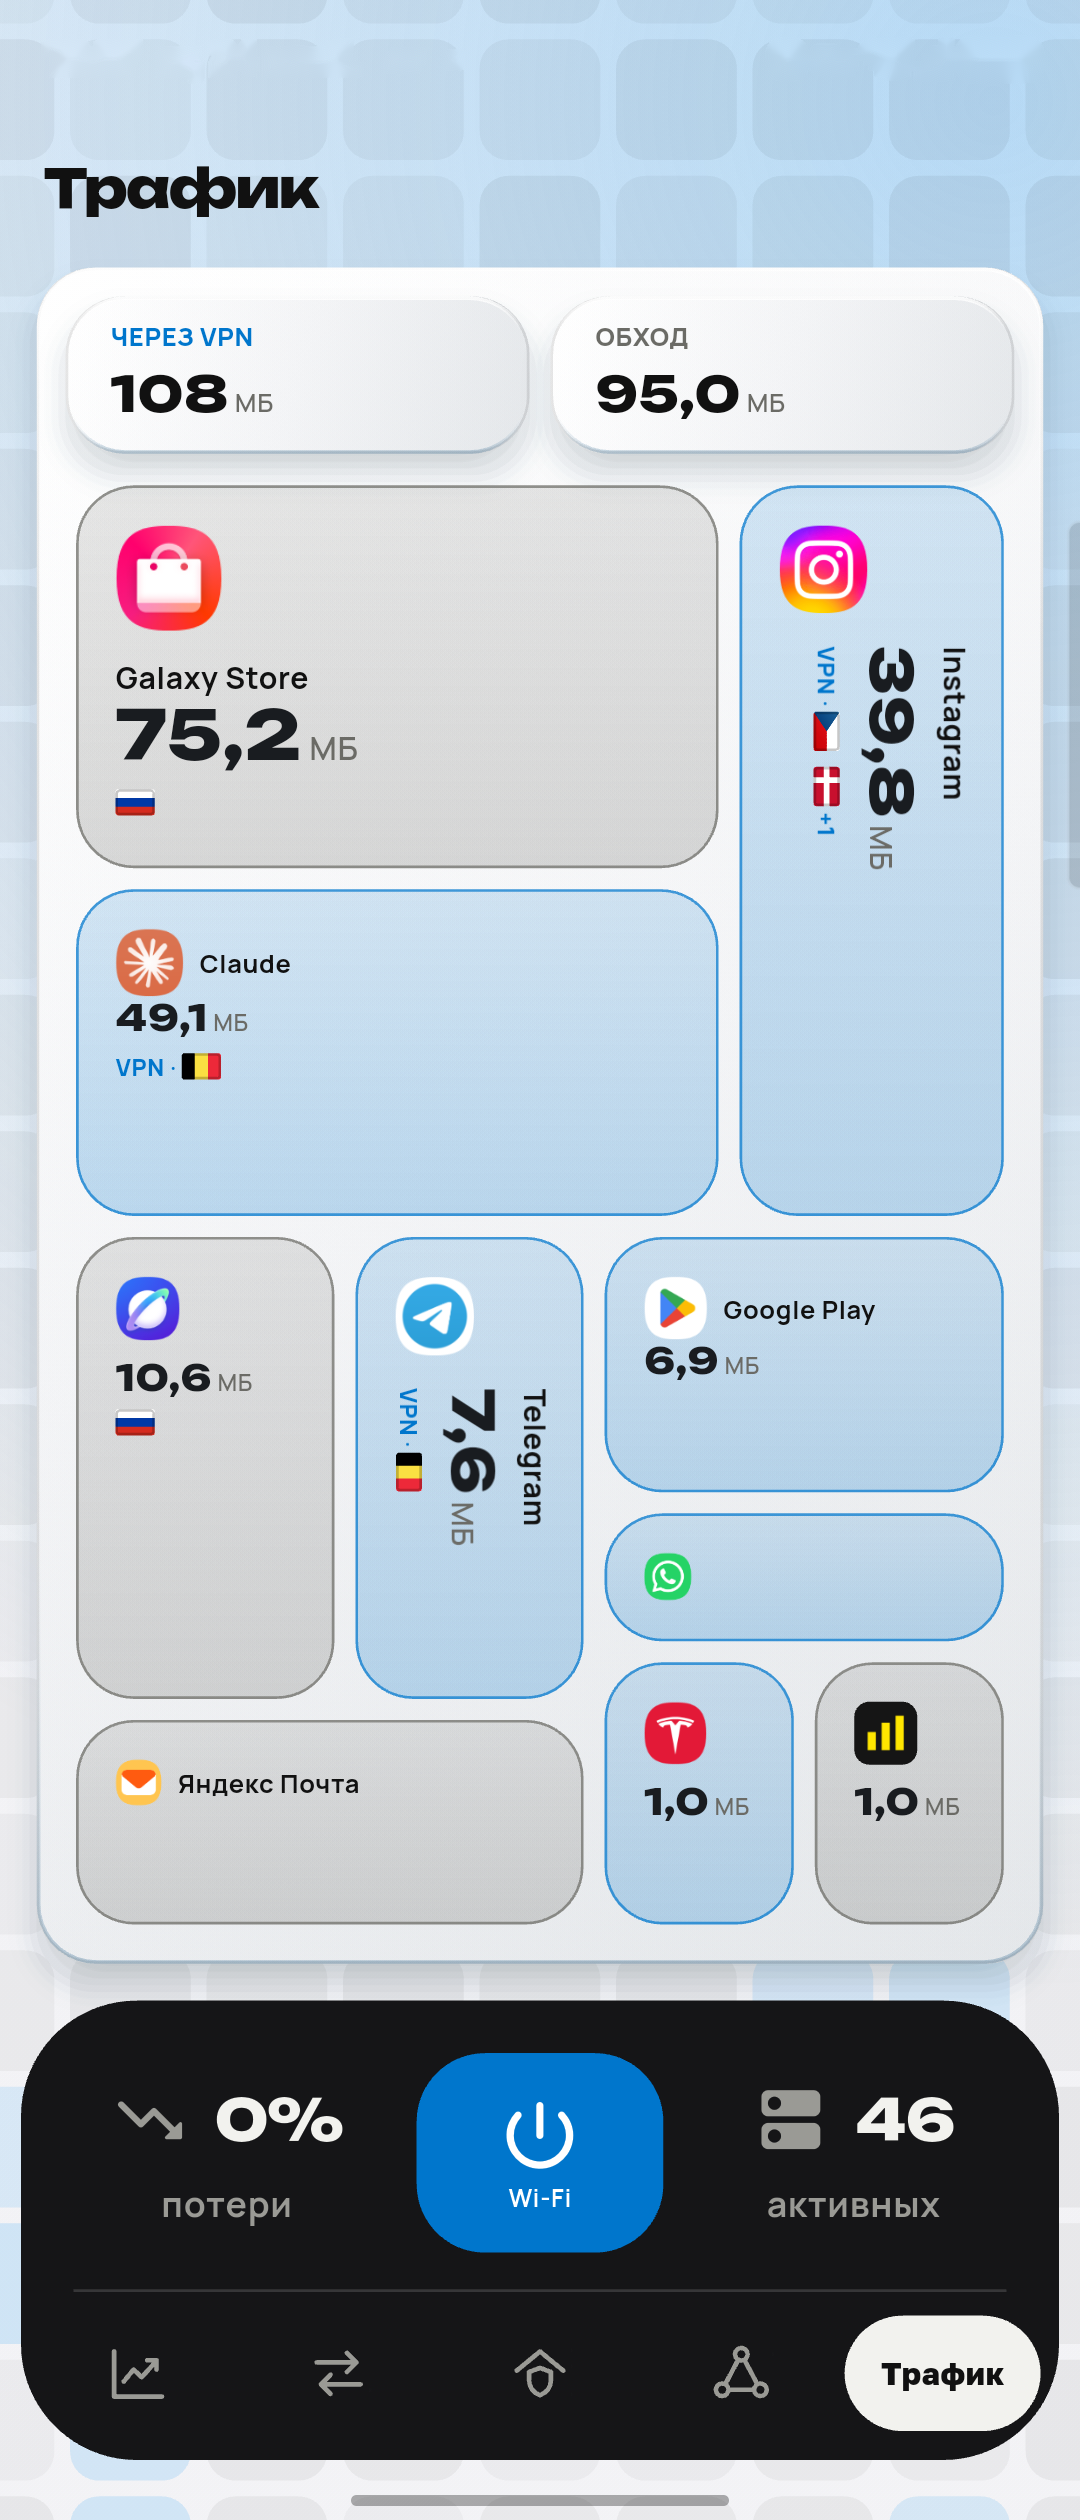 Трафик
ЧЕРЕЗ VPN
108 МБ
ОБХОД
95,0 МБ
Galaxy Store
75,2 МБ
Instagram
39,8 МБ
VPN · +1
Claude
49,1 МБ
VPN ·
10,6 МБ
Telegram
7,6 МБ
VPN ·
Google Play
6,9 МБ
Яндекс Почта
1,0 МБ
1,0 МБ
0%
потери
Wi-Fi
46
активных
Трафик